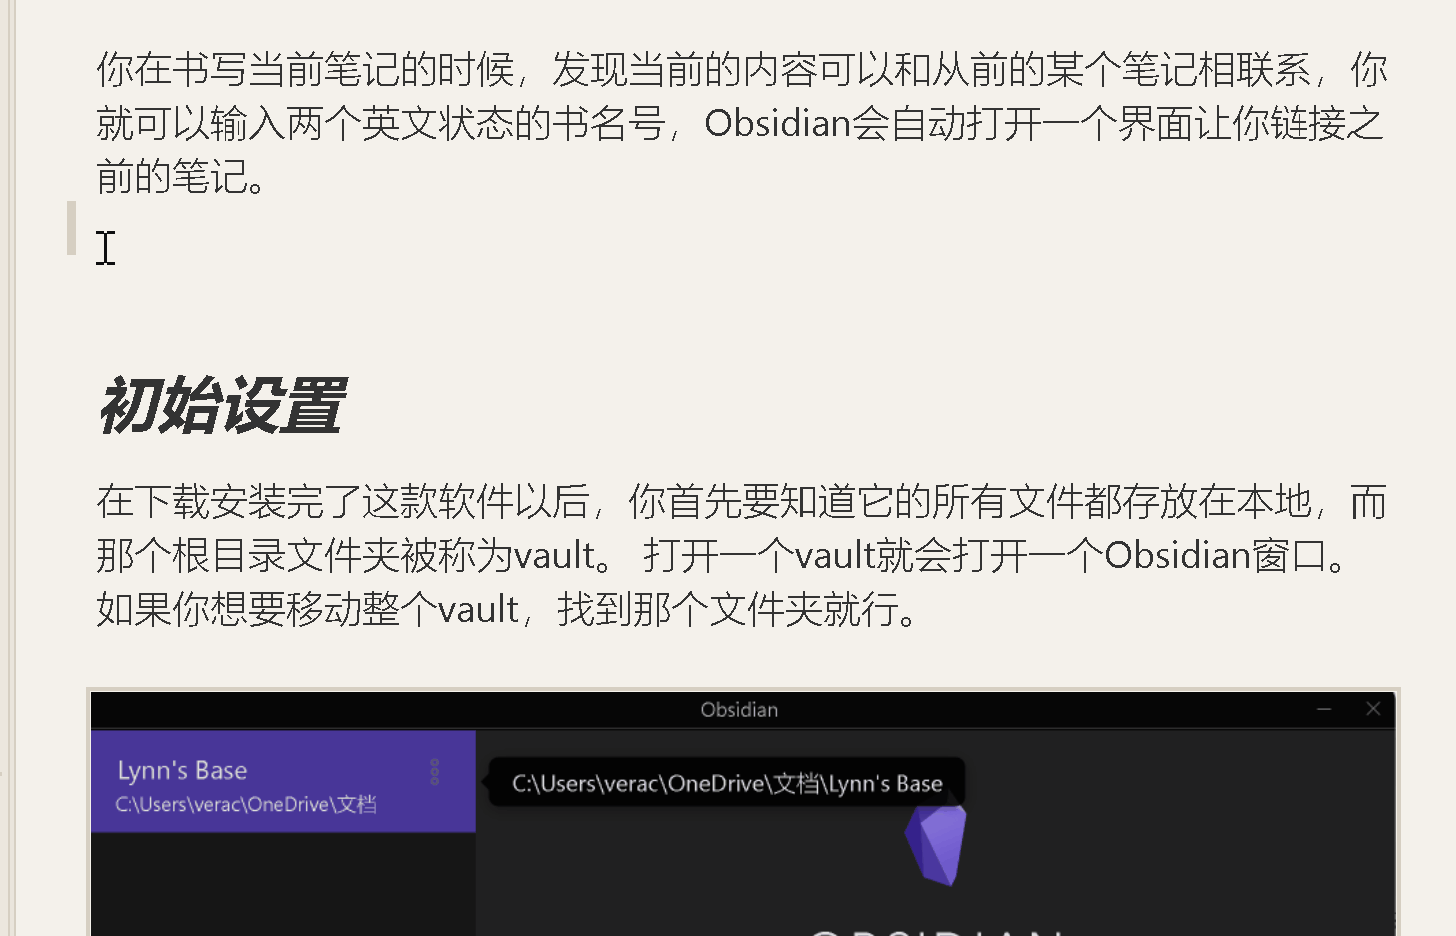 你在书写当前笔记的时候，发现当前的内容可以和从前的某个笔记相联系，你
就可以输入两个英文状态的书名号，Obsidian会自动打开一个界面让你链接之
前的笔记。
初始设置
在下载安装完了这款软件以后，你首先要知道它的所有文件都存放在本地，而
那个根目录文件夹被称为vault。 打开一个vault就会打开一个Obsidian窗口。
如果你想要移动整个vault，找到那个文件夹就行。
Obsidian
Lynn's Base
C:\Users\verac\OneDrive\文档
C:\Users\verac\OneDrive\文档\Lynn's Base